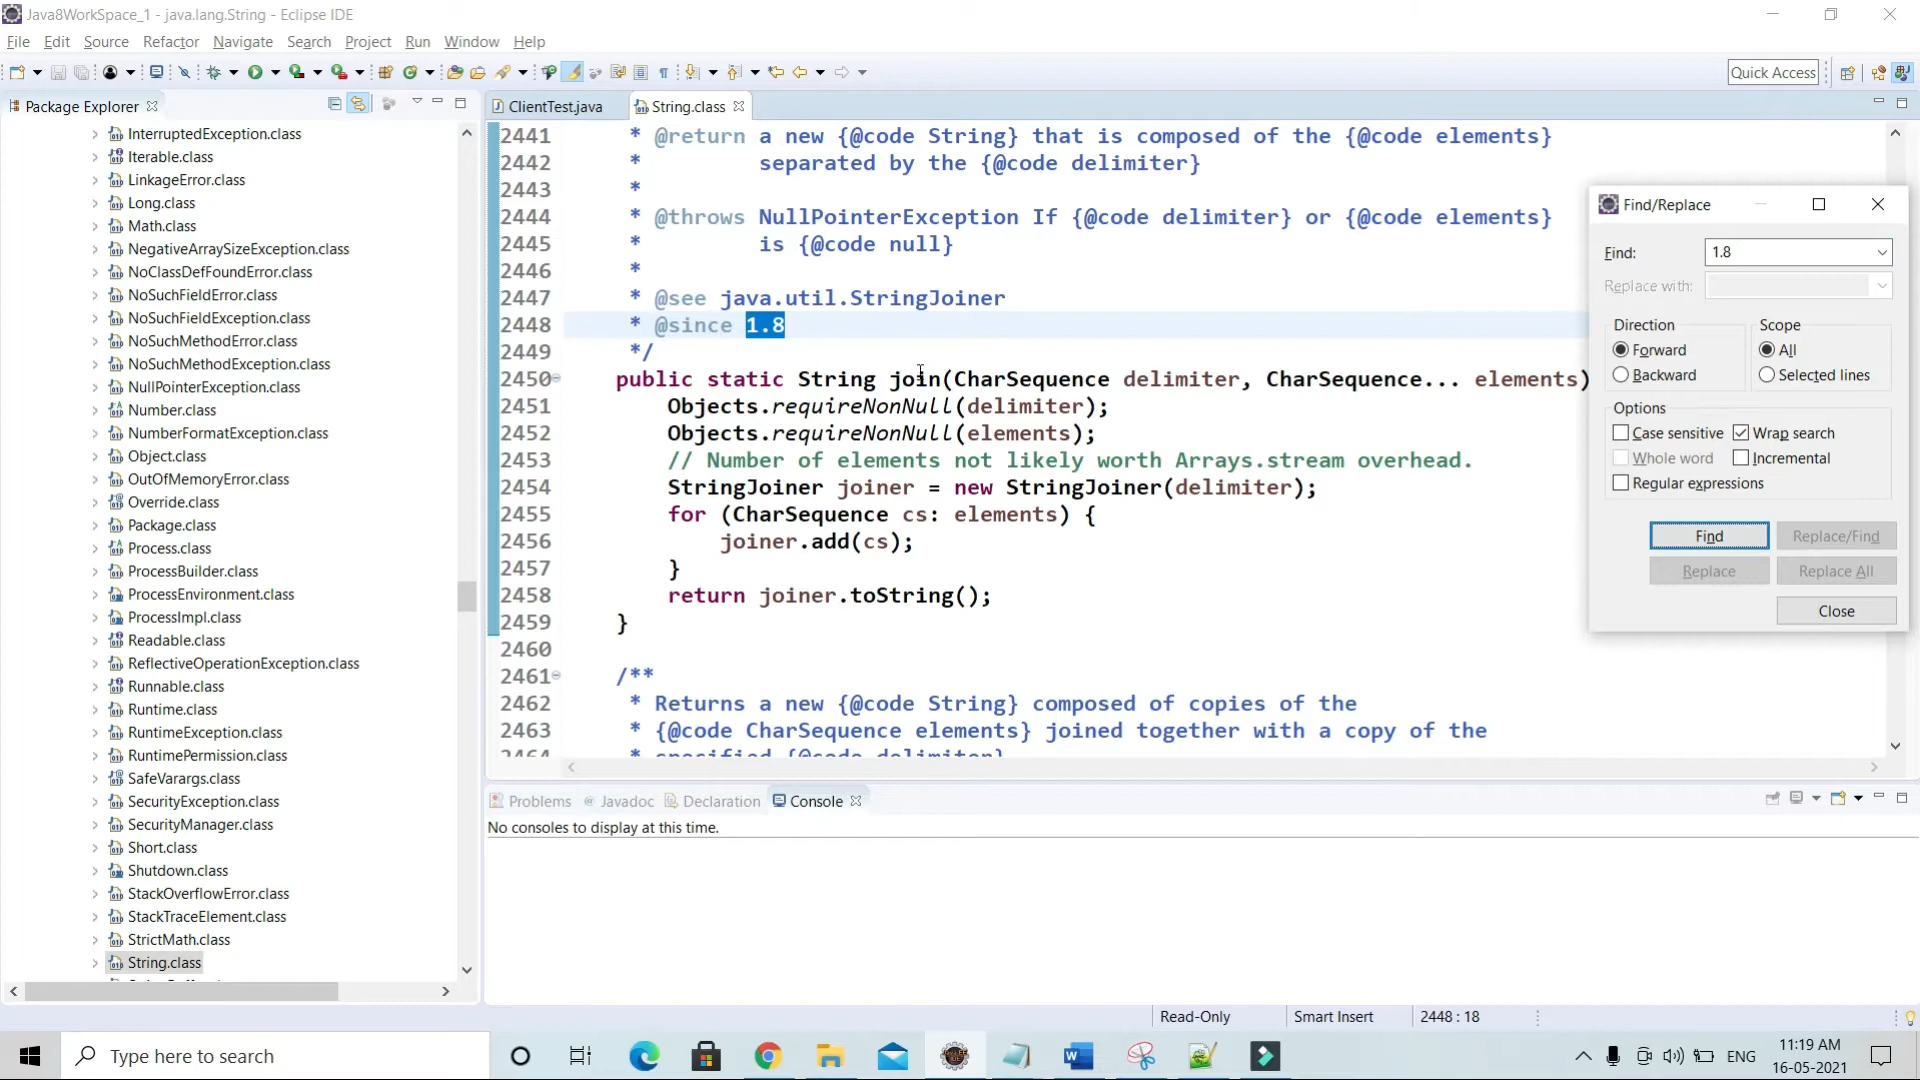 Java8WorkSpace_1 - java.lang.String - Eclipse IDE
File Edit Source Refactor Navigate Search Project Run Window Help
Quick Access
Package Explorer
InterruptedException.class
Iterable.class
LinkageError.class
Long.class
Math.class
NegativeArraySizeException.class
NoClassDefFoundError.class
NoSuchFieldError.class
NoSuchFieldException.class
NoSuchMethodError.class
NoSuchMethodException.class
NullPointerException.class
Number.class
NumberFormatException.class
Object.class
OutOfMemoryError.class
Override.class
Package.class
Process.class
ProcessBuilder.class
ProcessEnvironment.class
ProcessImpl.class
Readable.class
ReflectiveOperationException.class
Runnable.class
Runtime.class
RuntimeException.class
RuntimePermission.class
SafeVarargs.class
SecurityException.class
SecurityManager.class
Short.class
Shutdown.class
StackOverflowError.class
StackTraceElement.class
StrictMath.class
String.class
ClientTest.java String.class
2441 * @return a new {@code String} that is composed of the {@code elements}
2442 * separated by the {@code delimiter}
2443 *
2444 * @throws NullPointerException If {@code delimiter} or {@code elements}
2445 * is {@code null}
2446 *
2447 * @see java.util.StringJoiner
2448 * @since 1.8
2449 */
2450 public static String join(CharSequence delimiter, CharSequence... elements)
2451 Objects.requireNonNull(delimiter);
2452 Objects.requireNonNull(elements);
2453 // Number of elements not likely worth Arrays.stream overhead.
2454 StringJoiner joiner = new StringJoiner(delimiter);
2455 for (CharSequence cs: elements) {
2456 joiner.add(cs);
2457 }
2458 return joiner.toString();
2459 }
2460
2461 /**
2462 * Returns a new {@code String} composed of copies of the
2463 * {@code CharSequence elements} joined together with a copy of the
2464 * specified {@code delimiter}
Find/Replace
Find: 1.8
Replace with:
Direction
Forward
Backward
Scope
All
Selected lines
Options
Case sensitive Wrap search
Whole word Incremental
Regular expressions
Find Replace/Find
Replace Replace All
Close
Problems @ Javadoc Declaration Console
No consoles to display at this time.
Read-Only Smart Insert 2448 : 18
Type here to search
ENG
11:19 AM
16-05-2021